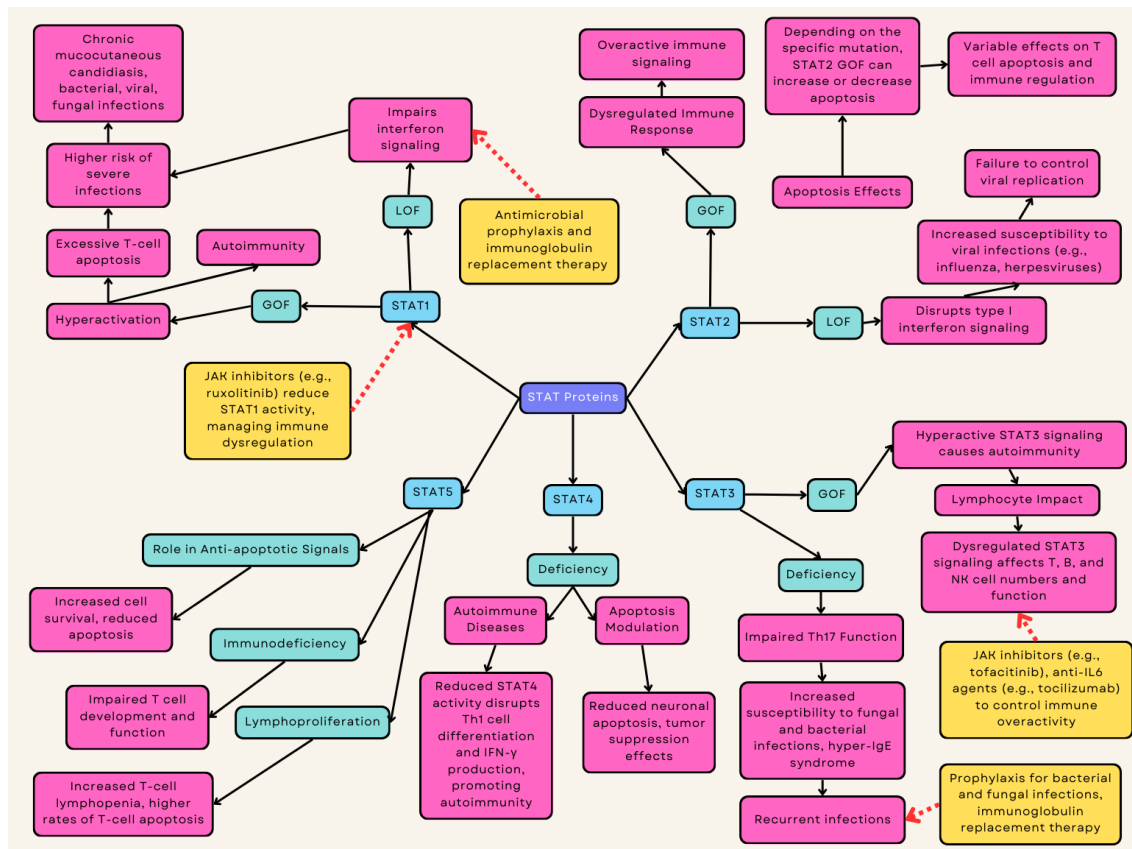 Chronic
mucocutaneous
candidiasis,
bacterial, viral,
fungal infections
Higher risk of
severe
infections
Excessive T-cell
apoptosis
Hyperactivation
Autoimmunity
GOF
STAT1
LOF
Impairs
interferon
signaling
Antimicrobial
prophylaxis and
immunoglobulin
replacement therapy
JAK inhibitors (e.g.,
ruxolitinib) reduce
STAT1 activity,
managing immune
dysregulation
Overactive immune
signaling
Dysregulated Immune
Response
GOF
STAT2
LOF
Disrupts type I
interferon signaling
Increased susceptibility to
viral infections (e.g.,
influenza, herpesviruses)
Failure to control
viral replication
Depending on the
specific mutation,
STAT2 GOF can
increase or decrease
apoptosis
Variable effects on T
cell apoptosis and
immune regulation
Apoptosis Effects
STAT Proteins
STAT5
Role in Anti-apoptotic Signals
Increased cell
survival, reduced
apoptosis
Immunodeficiency
Impaired T cell
development and
function
Lymphoproliferation
Increased T-cell
lymphopenia, higher
rates of T-cell apoptosis
STAT4
Deficiency
Autoimmune
Diseases
Reduced STAT4
activity disrupts
Th1 cell
differentiation
and IFN-γ
production,
promoting
autoimmunity
Apoptosis
Modulation
Reduced neuronal
apoptosis, tumor
suppression
effects
STAT3
GOF
Hyperactive STAT3 signaling
causes autoimmunity
Lymphocyte Impact
Dysregulated STAT3
signaling affects T, B, and
NK cell numbers and
function
JAK inhibitors (e.g.,
tofacitinib), anti-IL6
agents (e.g., tocilizumab)
to control immune
overactivity
Deficiency
Impaired Th17 Function
Increased
susceptibility to fungal
and bacterial
infections, hyper-IgE
syndrome
Recurrent infections
Prophylaxis for bacterial
and fungal infections,
immunoglobulin
replacement therapy